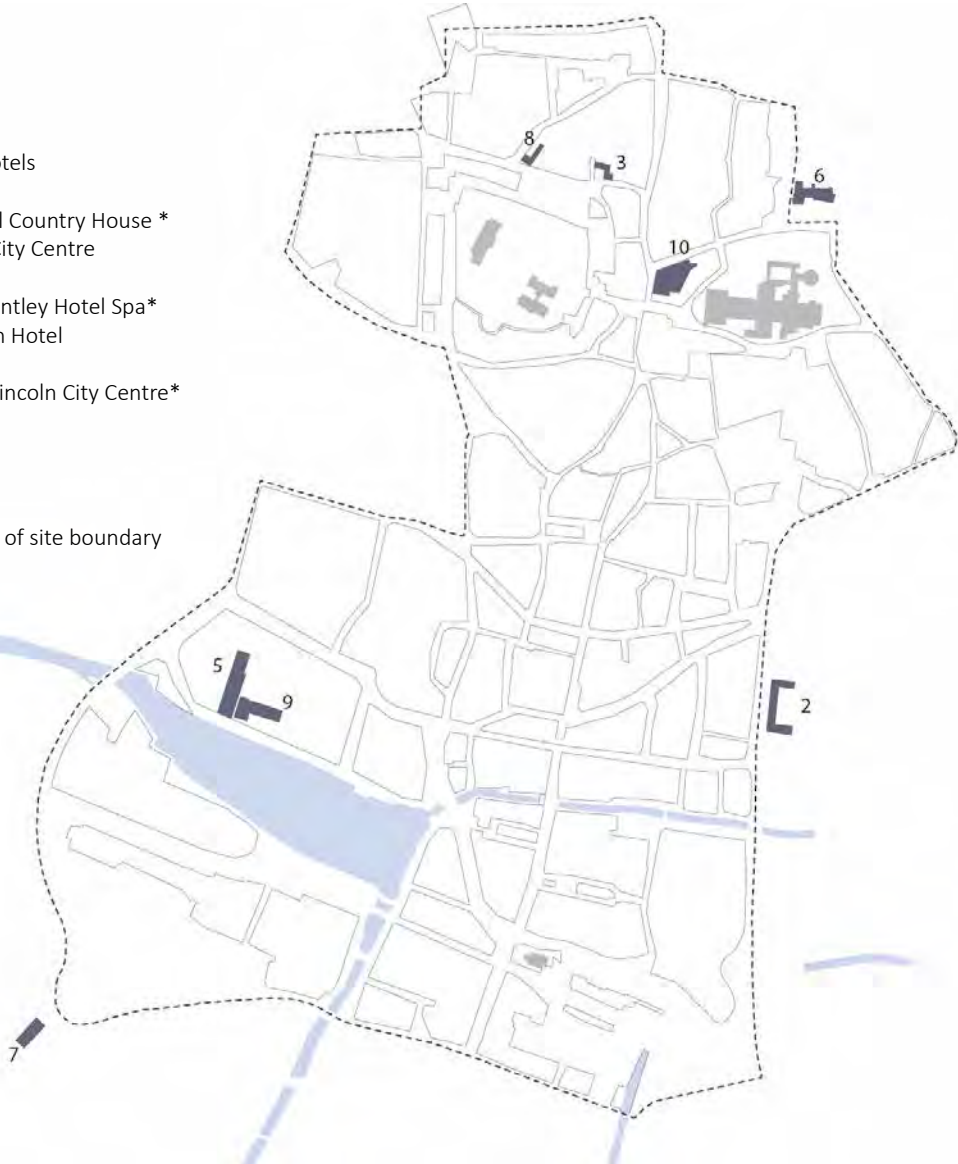 otels
l Country House *
City Centre
ntley Hotel Spa*
n Hotel
incoln City Centre*
of site boundary
8
3
6
10
5
9
2
7